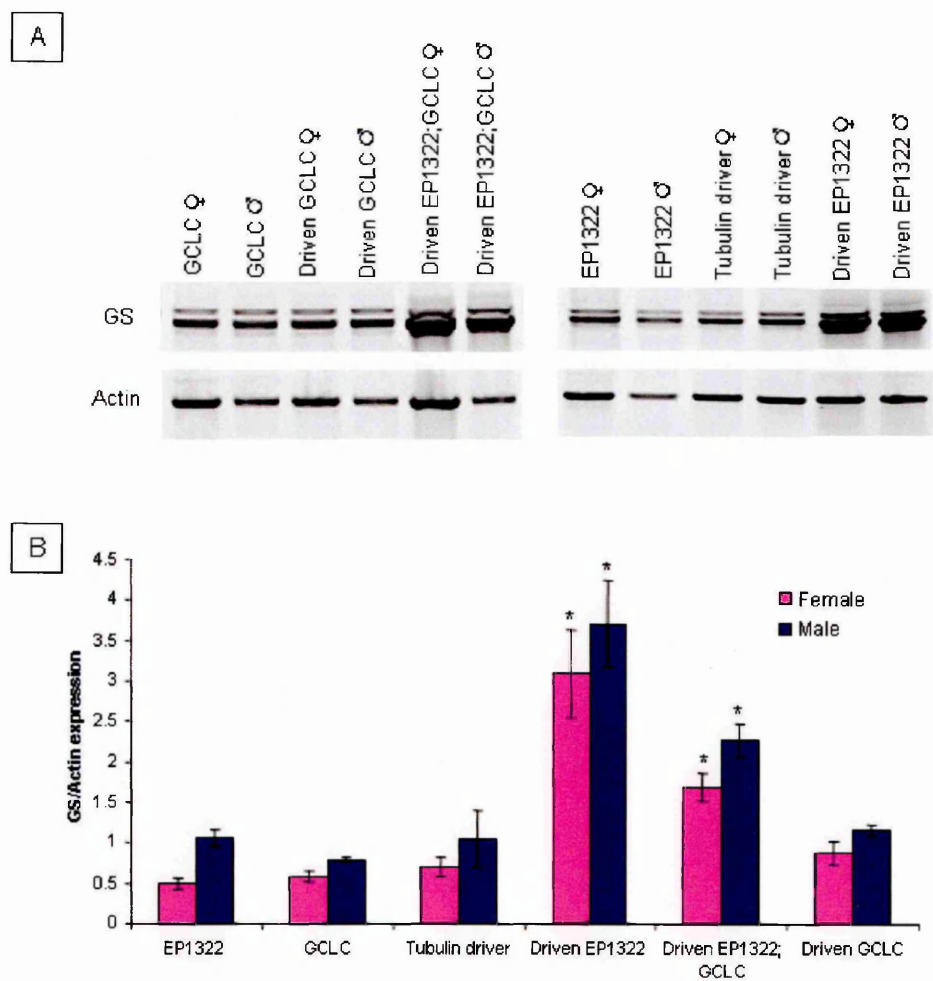 A
GCLC ♀
GCLC ♂
Driven GCLC ♀
Driven GCLC ♂
Driven EP1322;GCLC ♀
Driven EP1322;GCLC ♂
EP1322 ♀
EP1322 ♂
Tubulin driver ♀
Tubulin driver ♂
Driven EP1322 ♀
Driven EP1322 ♂
GS
Actin
B
GS/Actin expression
4.5
4
3.5
3
2.5
2
1.5
1
0.5
0
* * * *
Female
Male
EP1322 GCLC Tubulin driver Driven EP1322 Driven EP1322; Driven GCLC
GCLC